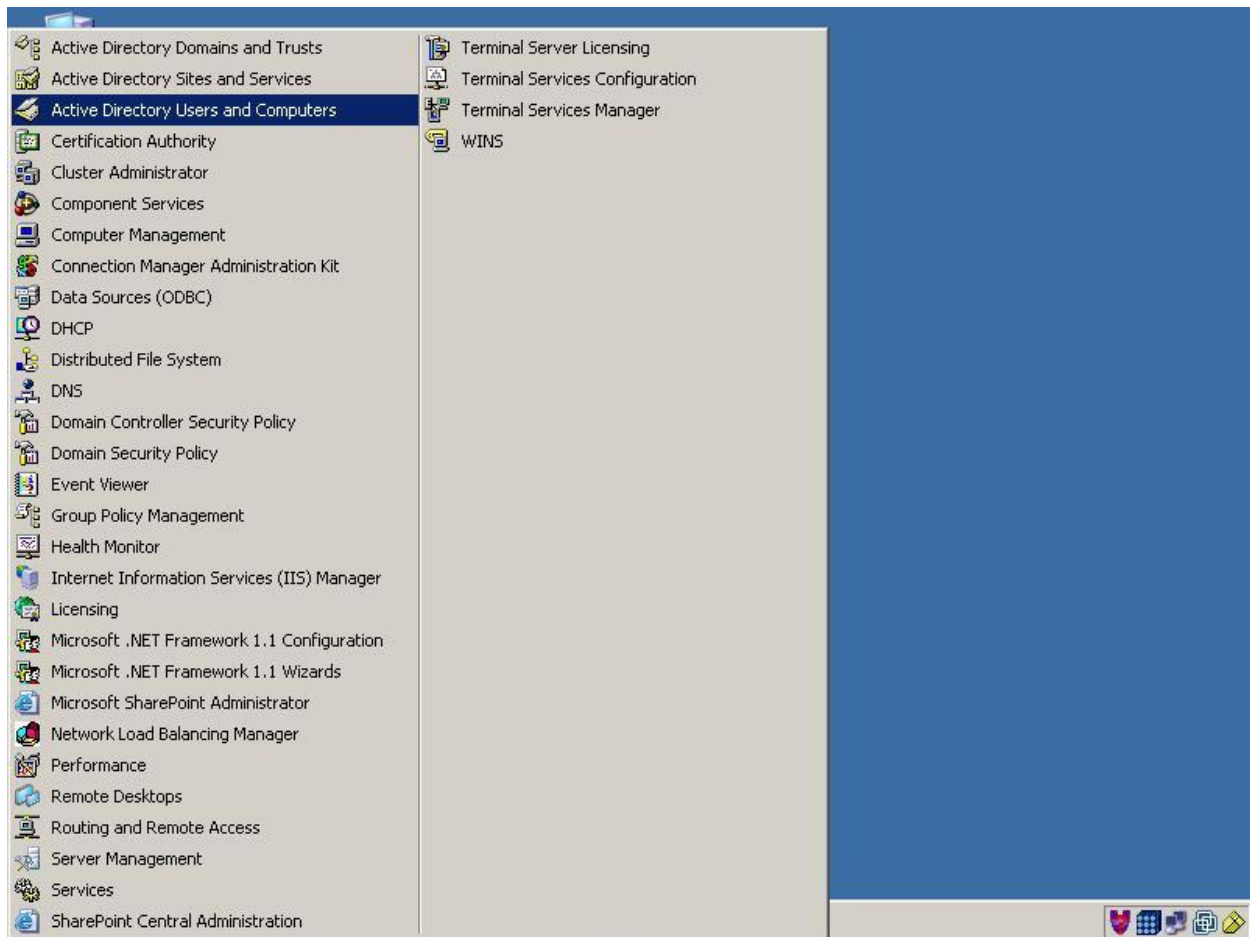 Active Directory Domains and Trusts
Active Directory Sites and Services
Active Directory Users and Computers
Certification Authority
Cluster Administrator
Component Services
Computer Management
Connection Manager Administration Kit
Data Sources (ODBC)
DHCP
Distributed File System
DNS
Domain Controller Security Policy
Domain Security Policy
Event Viewer
Group Policy Management
Health Monitor
Internet Information Services (IIS) Manager
Licensing
Microsoft .NET Framework 1.1 Configuration
Microsoft .NET Framework 1.1 Wizards
Microsoft SharePoint Administrator
Network Load Balancing Manager
Performance
Remote Desktops
Routing and Remote Access
Server Management
Services
SharePoint Central Administration
Terminal Server Licensing
Terminal Services Configuration
Terminal Services Manager
WINS